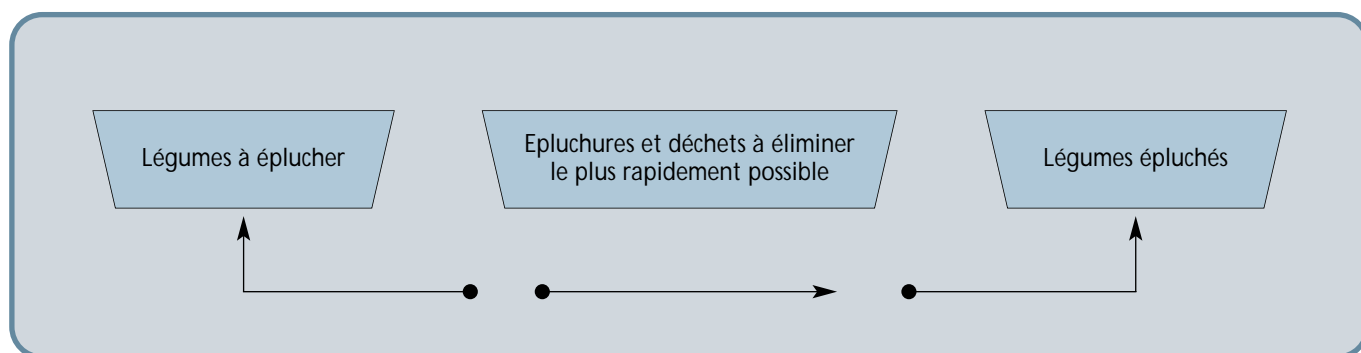 Légumes à éplucher
Epluchures et déchets à éliminer
le plus rapidement possible
Légumes épluchés